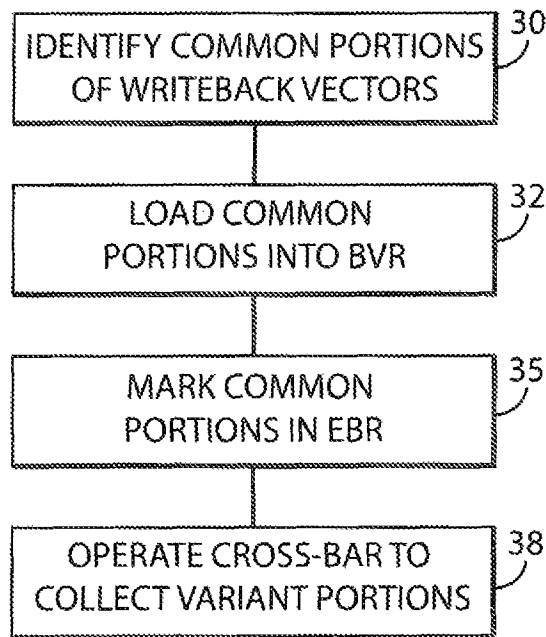 IDENTIFY COMMON PORTIONS
OF WRITEBACK VECTORS
30
LOAD COMMON
PORTIONS INTO BVR
32
MARK COMMON
PORTIONS IN EBR
35
OPERATE CROSS-BAR TO
COLLECT VARIANT PORTIONS
38